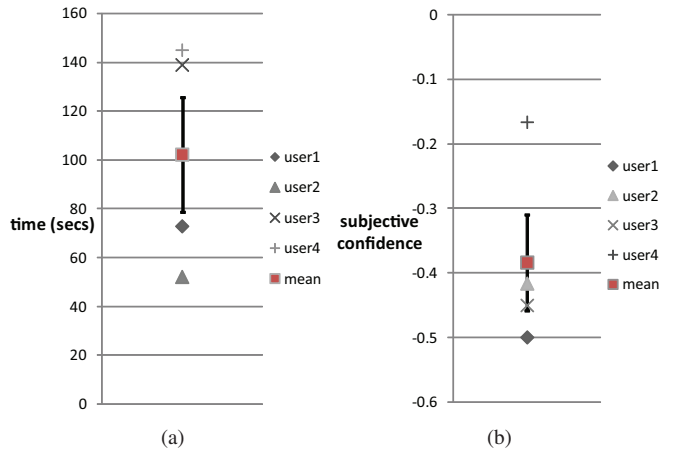 160
140
120
100
80
60
40
20
0
time (secs)
user1
user2
user3
user4
mean
(a)
0
-0.1
-0.2
-0.3
-0.4
-0.5
-0.6
subjective
confidence
user1
user2
user3
user4
mean
(b)